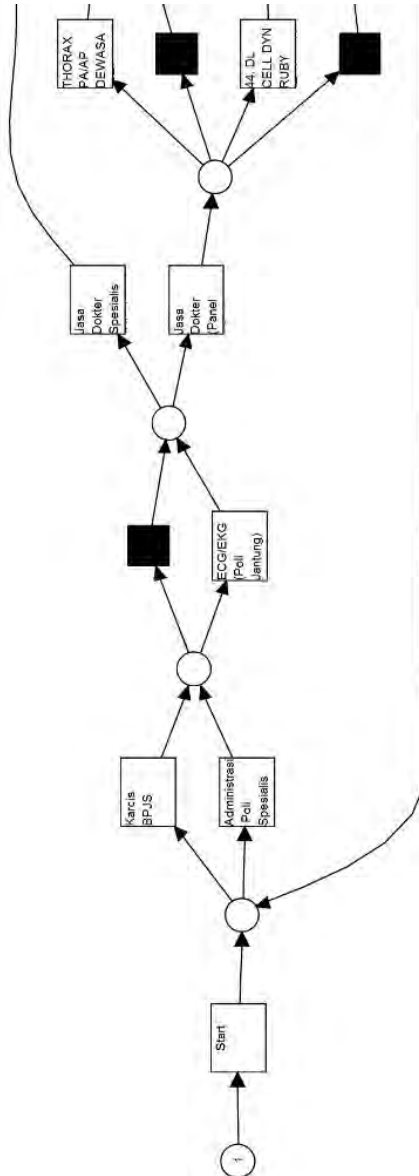 THORAX
PA/AP
DEWASA
44. DL
CELL DYN
RUBY
Jasa
Dokter
Spesialis
Jasa
Dokter
(Panel
ECG/EKG
(Poli
Jantung)
Karcis
BPJS
Administrasi
Poli
Spesialis
Start
1